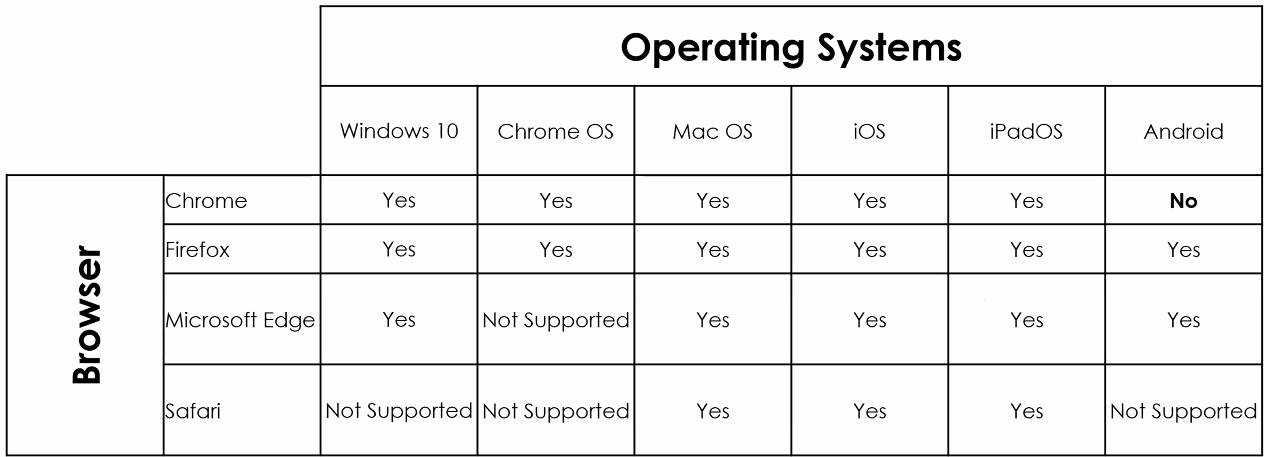 Operating Systems
Windows 10 Chrome OS Mac OS iOS iPadOS Android
Browser
Chrome Yes Yes Yes Yes Yes No
Firefox Yes Yes Yes Yes Yes Yes
Microsoft Edge Yes Not Supported Yes Yes Yes Yes
Safari Not Supported Not Supported Yes Yes Yes Not Supported